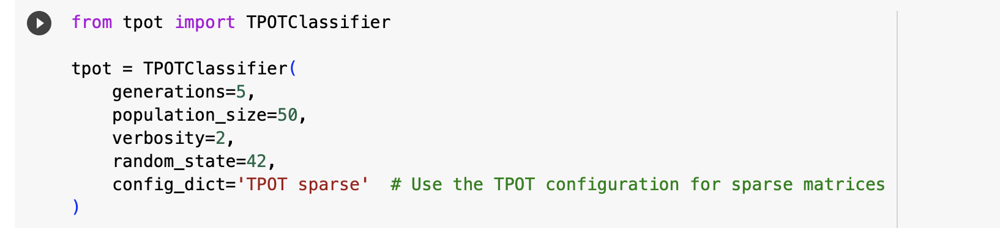 from tpot import TPOTClassifier
tpot = TPOTClassifier(
generations=5,
population_size=50,
verbosity=2,
random_state=42,
config_dict='TPOT sparse'  # Use the TPOT configuration for sparse matrices
)